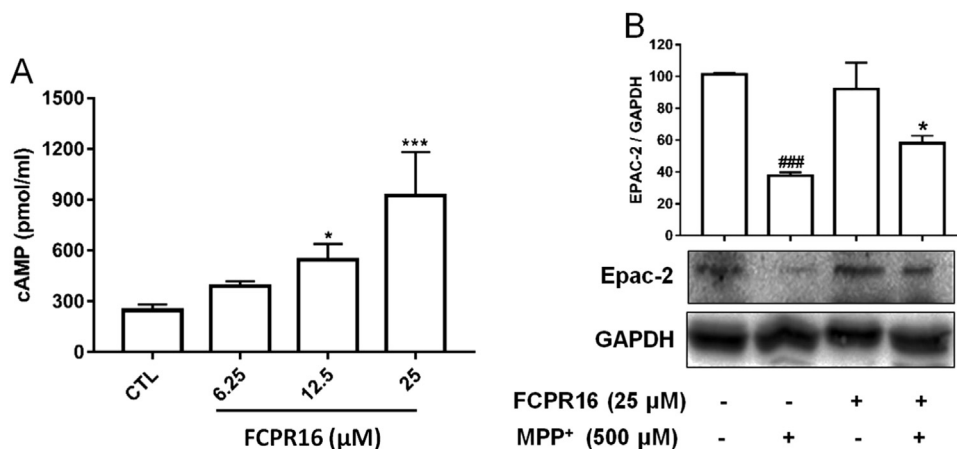 A
cAMP (pmol/ml)
1500
1200
900
600
300
0
*
***
CTL
6.25
12.5
25
FCPR16 (μM)
B
EPAC-2 / GAPDH
120
100
80
60
40
20
0
###
*
Epac-2
GAPDH
FCPR16 (25 μM) - - + +
MPP⁺ (500 μM) - + - +